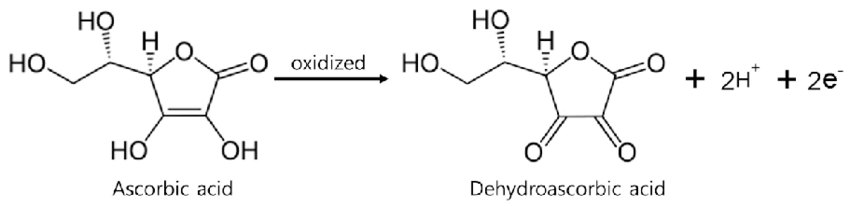 HO HO
HO H O O oxidized HO H O O + 2H⁺ + 2e⁻
HO OH O O
Ascorbic acid Dehydroascorbic acid